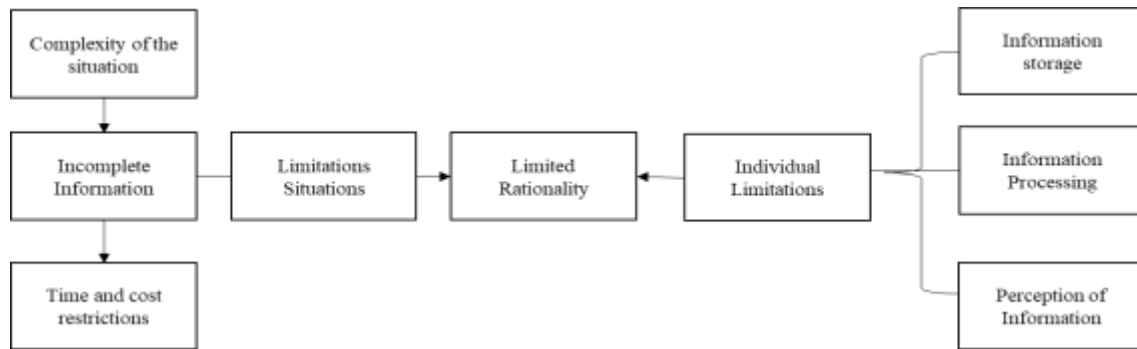 Complexity of the
situation
Incomplete
Information
Time and cost
restrictions
Limitations
Situations
Limited
Rationality
Individual
Limitations
Information
storage
Information
Processing
Perception of
Information